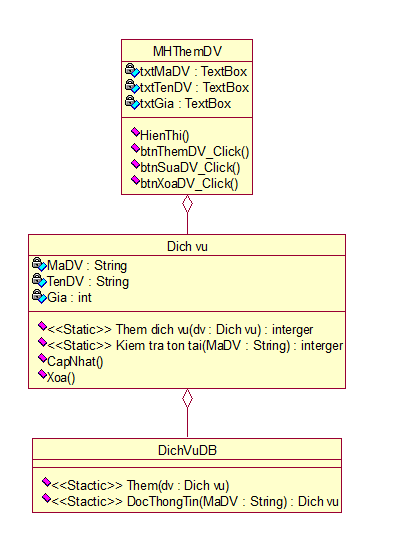 MHThemDV
txtMaDV : TextBox
txtTenDV : TextBox
txtGia : TextBox
HienThi()
btnThemDV_Click()
btnSuaDV_Click()
btnXoaDV_Click()
Dich vu
MaDV : String
TenDV : String
Gia : int
<<Static>> Them dich vu(dv : Dich vu) : interger
<<Static>> Kiem tra ton tai(MaDV : String) : interger
CapNhat()
Xoa()
DichVuDB
<<Stactic>> Them(dv : Dich vu)
<<Stactic>> DocThongTin(MaDV : String) : Dich vu